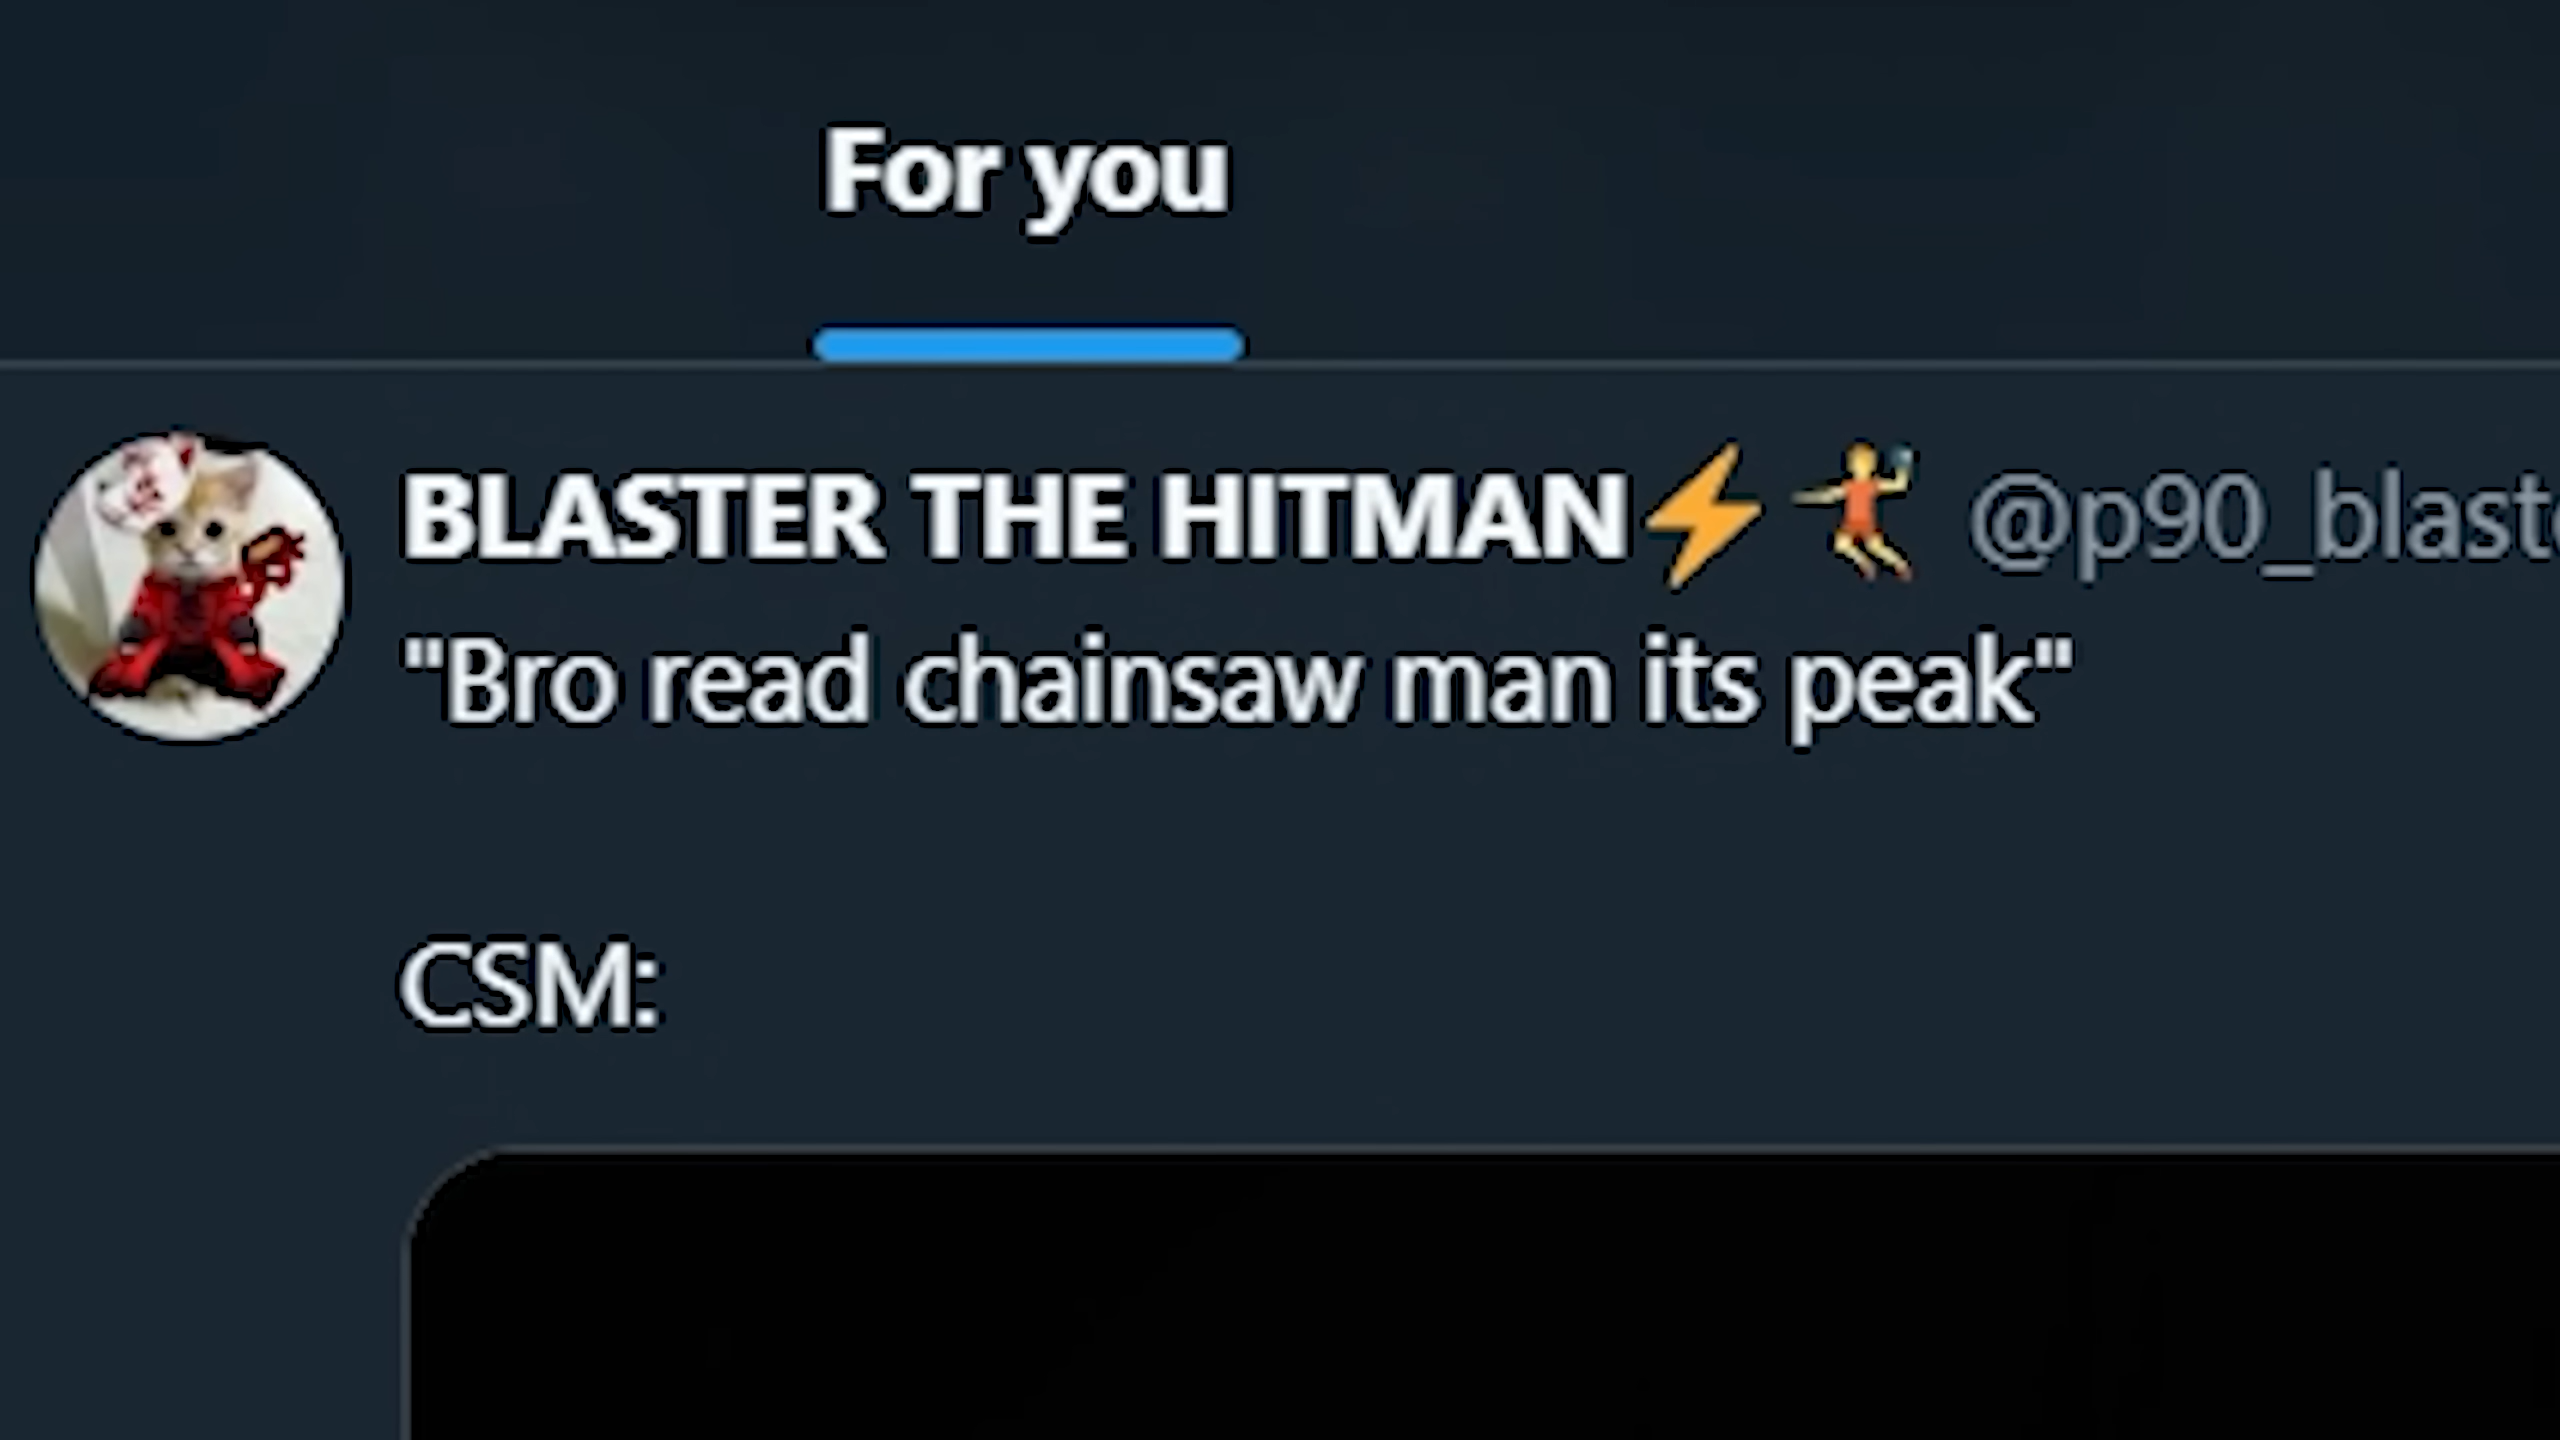 For you
BLASTER THE HITMAN⚡🤾 @p90_blast
"Bro read chainsaw man its peak"
CSM: